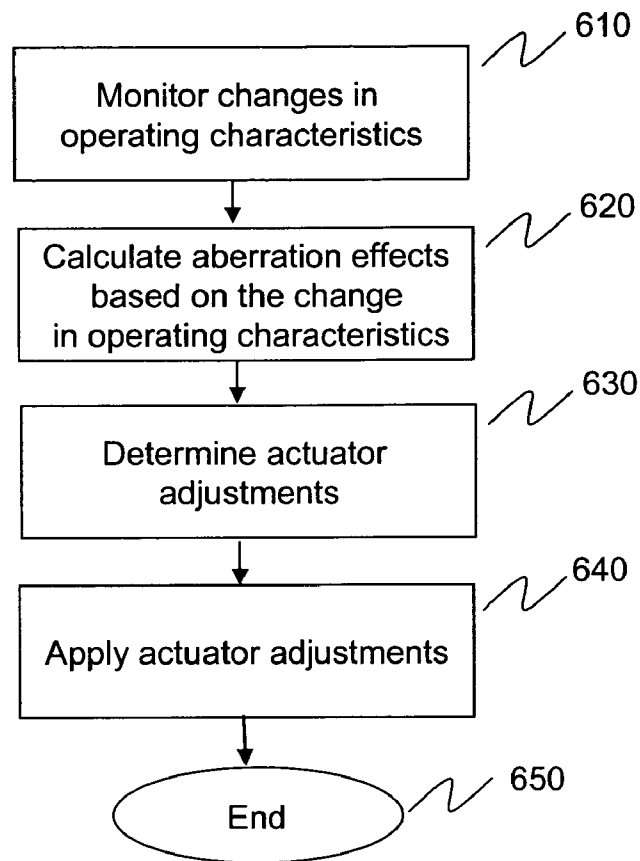 610
Monitor changes in
operating characteristics
620
Calculate aberration effects
based on the change
in operating characteristics
630
Determine actuator
adjustments
640
Apply actuator adjustments
650
End